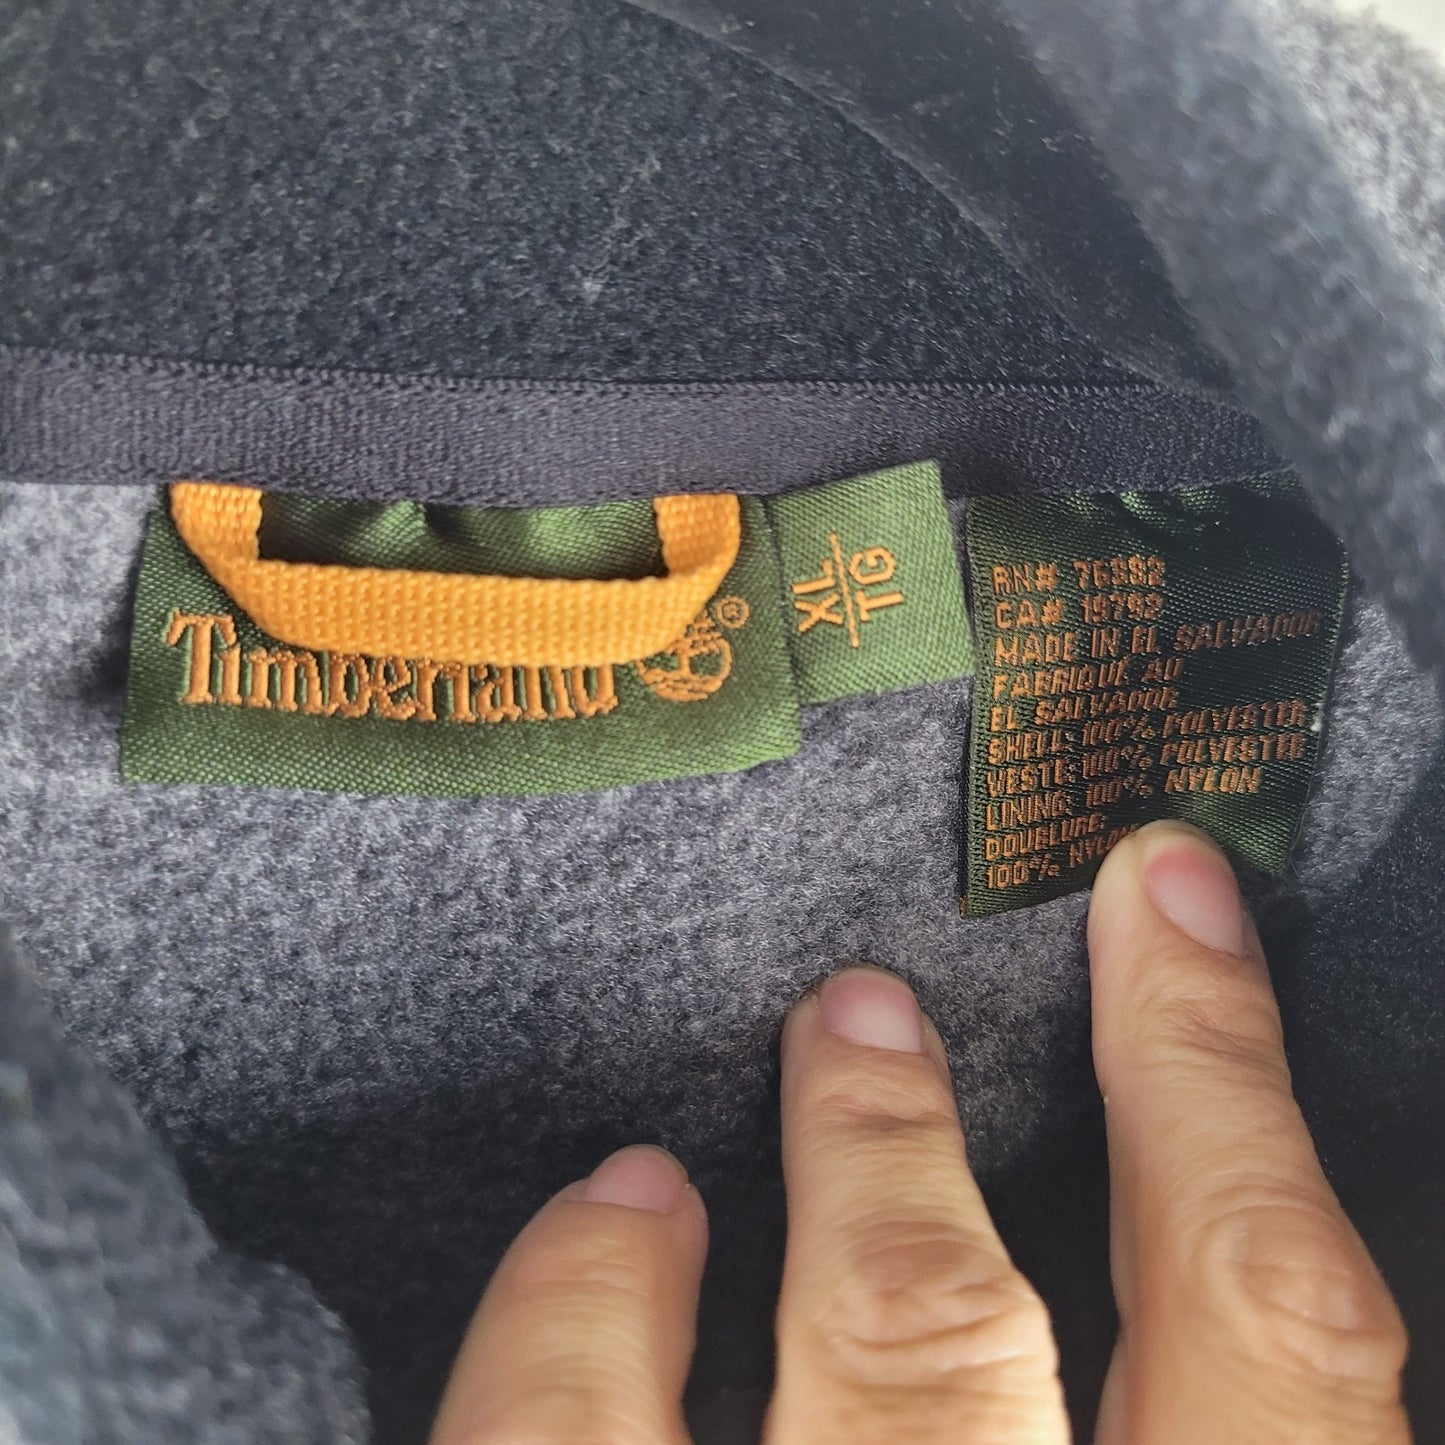 Timberland ®
XL
TG
RN# 76382
CA# 19792
MADE IN EL SALVADOR
FABRIQUÉ AU
EL SALVADOR
SHELL: 100% POLYESTER
VESTE: 100% POLYESTER
LINING: 100% NYLON
DOUBLURE:
100% NYLON